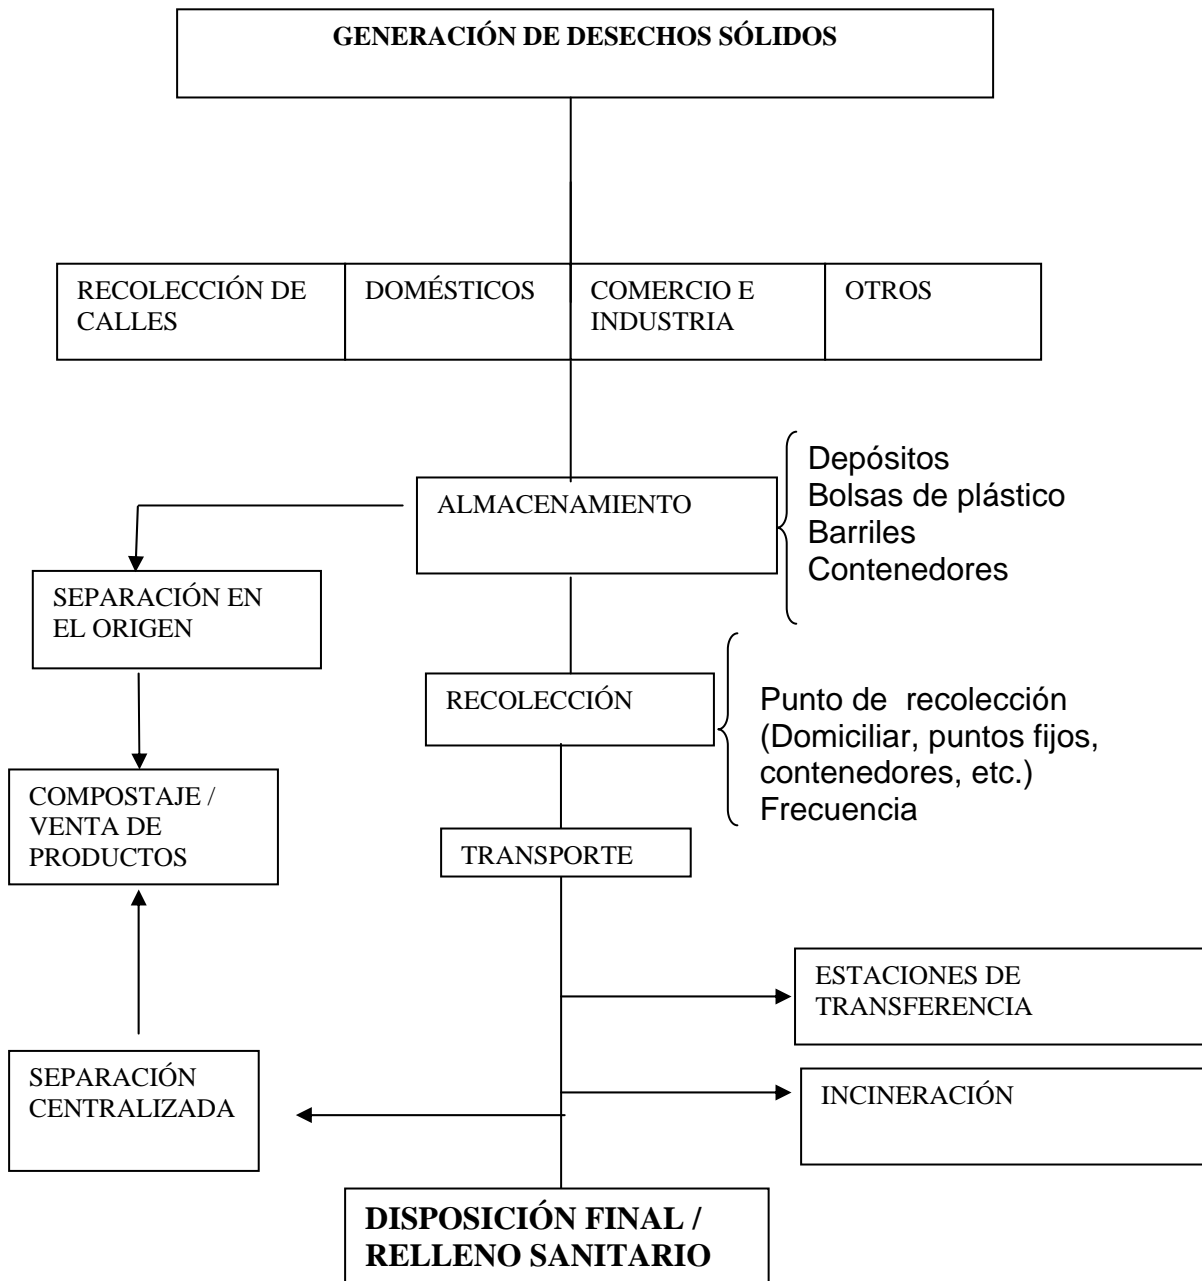 GENERACIÓN DE DESECHOS SÓLIDOS
RECOLECCIÓN DE
CALLES
DOMÉSTICOS
COMERCIO E
INDUSTRIA
OTROS
ALMACENAMIENTO
Depósitos
Bolsas de plástico
Barriles
Contenedores
SEPARACIÓN EN
EL ORIGEN
RECOLECCIÓN
Punto de recolección
(Domiciliar, puntos fijos,
contenedores, etc.)
Frecuencia
COMPOSTAJE /
VENTA DE
PRODUCTOS
TRANSPORTE
ESTACIONES DE
TRANSFERENCIA
SEPARACIÓN
CENTRALIZADA
INCINERACIÓN
DISPOSICIÓN FINAL /
RELLENO SANITARIO